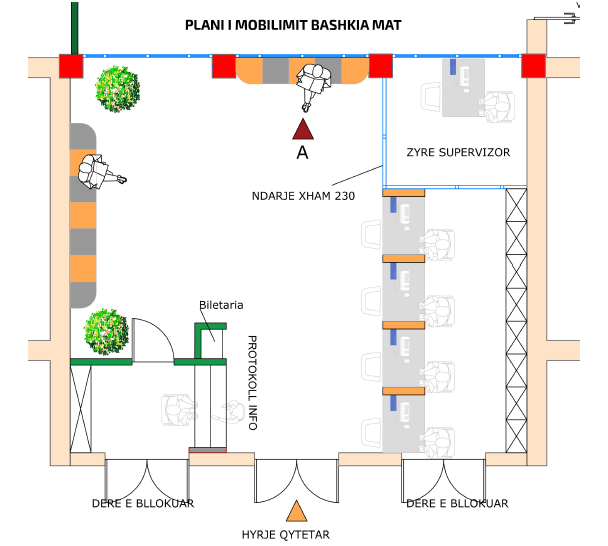 PLANI I MOBILIMIT BASHKIA MAT
A
ZYRE SUPERVIZOR
NDARJE XHAM 230
Biletaria
PROTOKOLL INFO
DERE E BLLOKUAR
DERE E BLLOKUAR
HYRJE QYTETAR